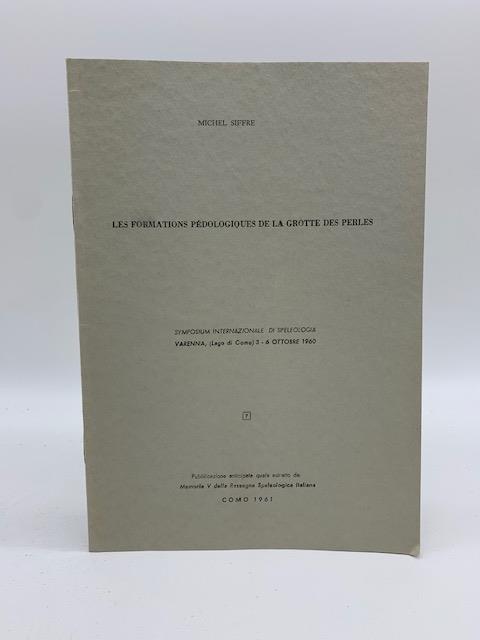 MICHEL SIFFRE
LES FORMATIONS PÉDOLOGIQUES DE LA GROTTE DES PERLES
SYMPOSIUM INTERNAZIONALE DI SPELEOLOGIA
VARENNA, (Lago di Como) 3 - 6 OTTOBRE 1960
7
Pubblicazione anticipata quale estratto da
Memoria V della Rassegna Speleologica Italiana
COMO 1961